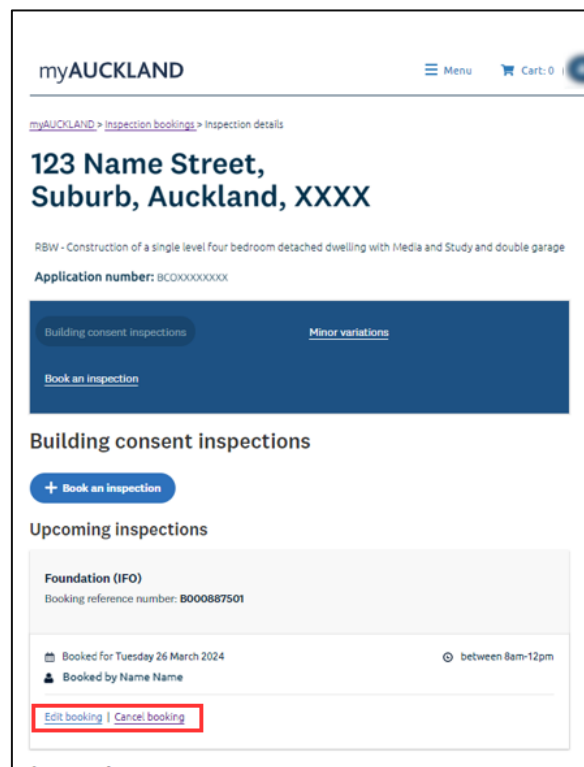 myAUCKLAND
Menu Cart: 0
myAUCKLAND > Inspection bookings > Inspection details
123 Name Street,
Suburb, Auckland, XXXX
RBW - Construction of a single level four bedroom detached dwelling with Media and Study and double garage
Application number: BCOXXXXXXXX
Building consent inspections Minor variations
Book an inspection
Building consent inspections
+ Book an inspection
Upcoming inspections
Foundation (IFO)
Booking reference number: B000887501
Booked for Tuesday 26 March 2024 between 8am-12pm
Booked by Name Name
Edit booking | Cancel booking